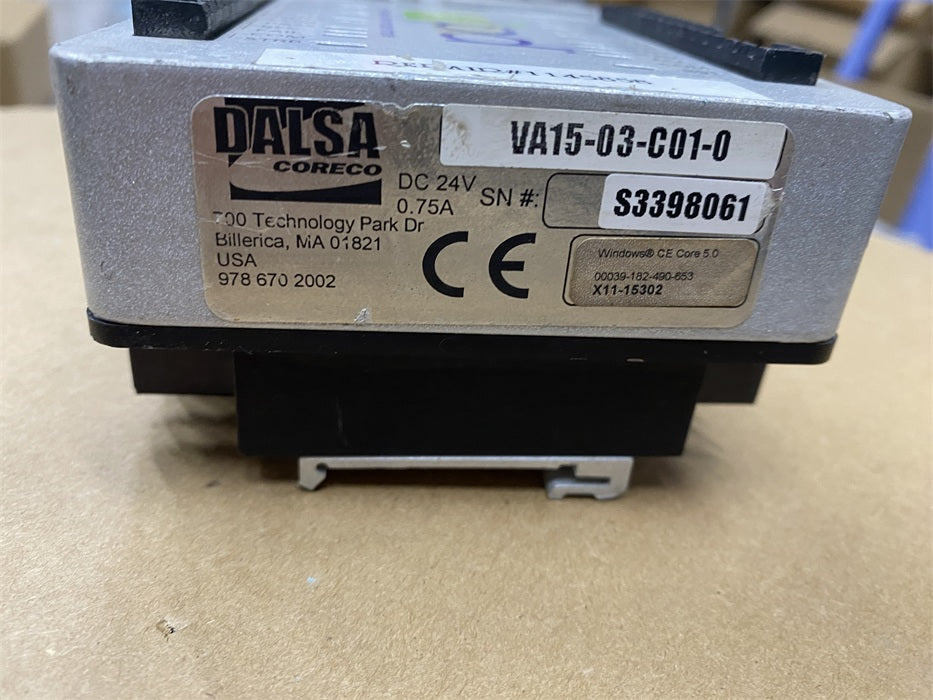 DALSA
CORECO
VA15-03-C01-0
DC 24V
0.75A
SN #:
S3398061
700 Technology Park Dr
Billerica, MA 01821
USA
978 670 2002
CE
Windows® CE Core 5.0
00039-182-490-653
X11-15302